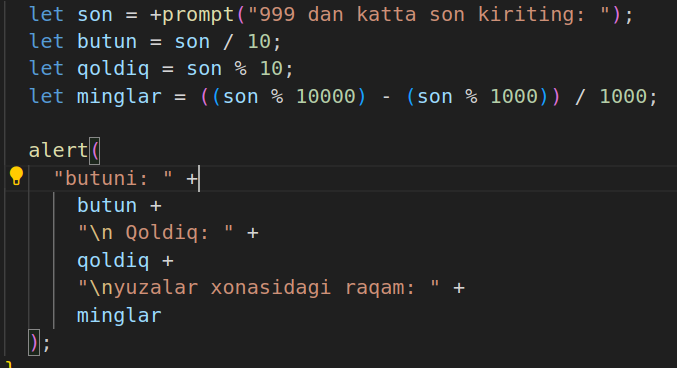 let son = +prompt("999 dan katta son kiriting: ");
let butun = son / 10;
let qoldiq = son % 10;
let minglar = ((son % 10000) - (son % 1000)) / 1000;
alert(
"butuni: " +
butun +
"\n Qoldiq: " +
qoldiq +
"\nyuzalar xonasidagi raqam: " +
minglar
);
}